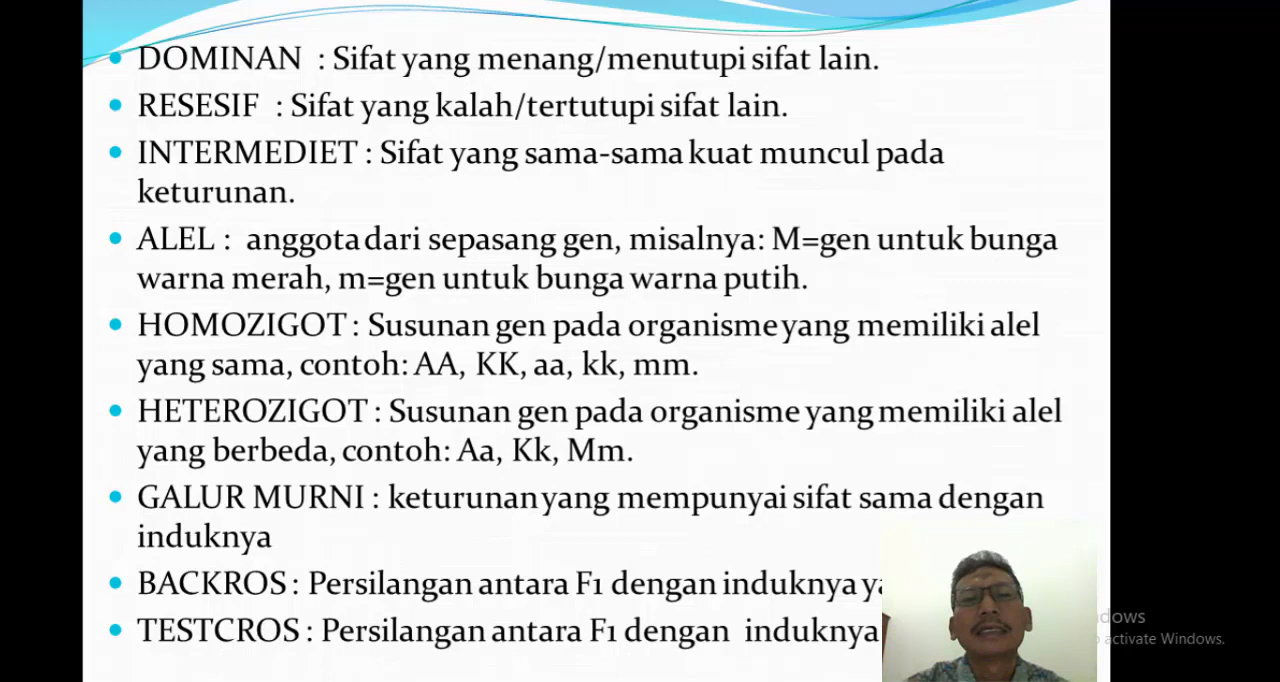 DOMINAN : Sifat yang menang/menutupi sifat lain.
RESESIF : Sifat yang kalah/tertutupi sifat lain.
INTERMEDIET : Sifat yang sama-sama kuat muncul pada
keturunan.
ALEL : anggota dari sepasang gen, misalnya: M=gen untuk bunga
warna merah, m=gen untuk bunga warna putih.
HOMOZIGOT : Susunan gen pada organisme yang memiliki alel
yang sama, contoh: AA, KK, aa, kk, mm.
HETEROZIGOT : Susunan gen pada organisme yang memiliki alel
yang berbeda, contoh: Aa, Kk, Mm.
GALUR MURNI : keturunan yang mempunyai sifat sama dengan
induknya
BACKROS : Persilangan antara F1 dengan induknya
TESTCROS : Persilangan antara F1 dengan induknya
activate Windows.